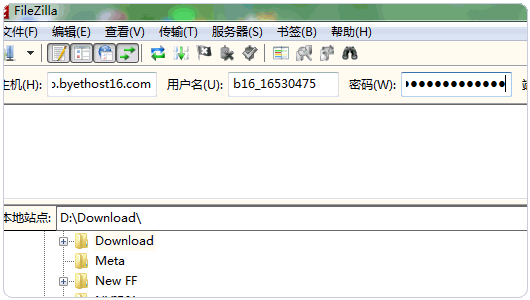 FileZilla
文件(F) 编辑(E) 查看(V) 传输(T) 服务器(S) 书签(B) 帮助(H)
主机(H): o.byethost16.com 用户名(U): b16_16530475 密码(W): ●●●●●●●●●●●●●
本地站点: D:\Download\
Download
Meta
New FF